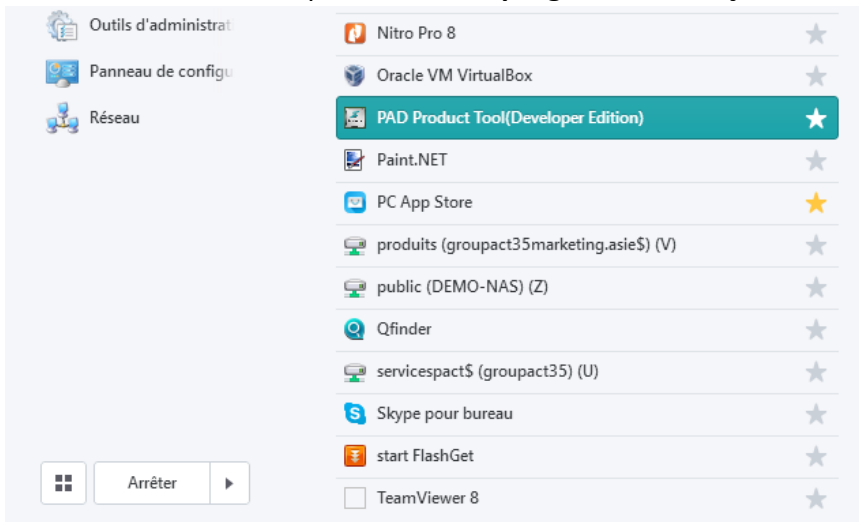 Outils d'administrat
Panneau de configu
Réseau
Arrêter
Nitro Pro 8
Oracle VM VirtualBox
PAD Product Tool(Developer Edition)
Paint.NET
PC App Store
produits (groupact35marketing.asie$) (V)
public (DEMO-NAS) (Z)
Qfinder
servicespact$ (groupact35) (U)
Skype pour bureau
start FlashGet
TeamViewer 8